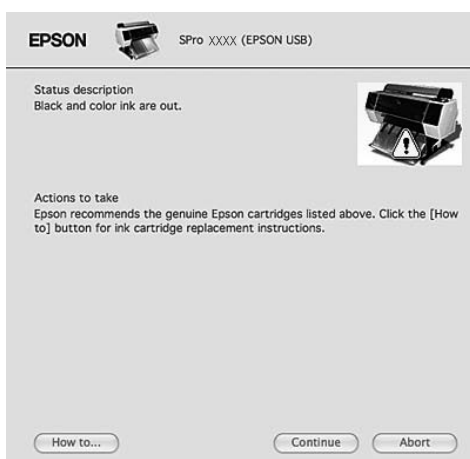 EPSON
SPro XXXX (EPSON USB)
Status description
Black and color ink are out.
Actions to take
Epson recommends the genuine Epson cartridges listed above. Click the [How
to] button for ink cartridge replacement instructions.
How to...
Continue
Abort